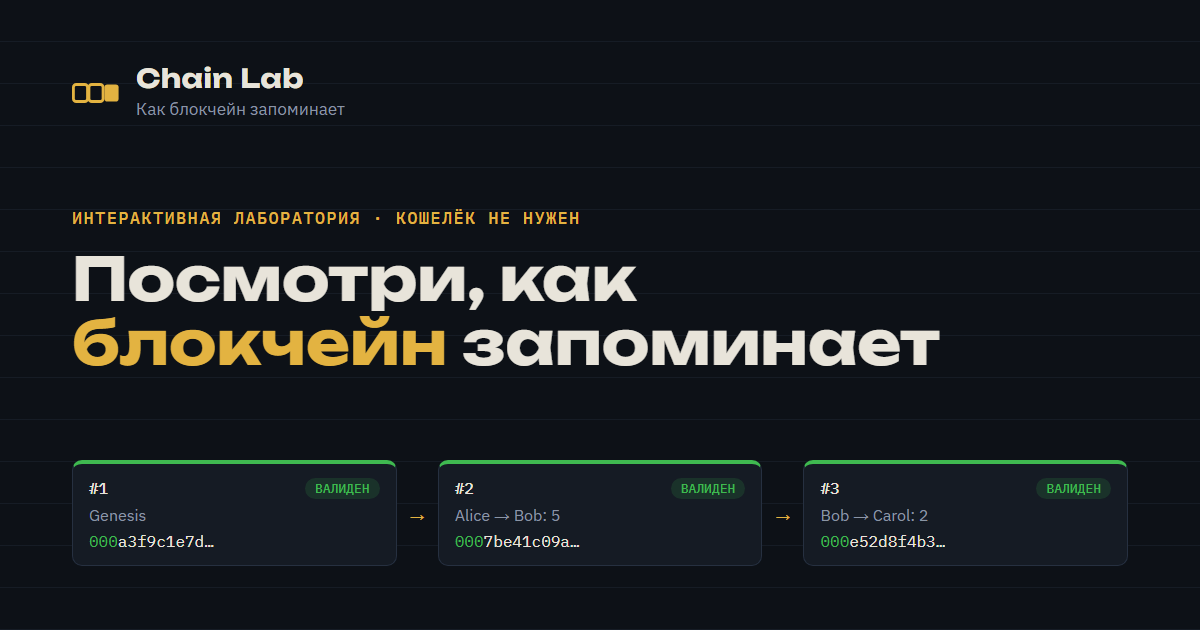 Chain Lab
Как блокчейн запоминает
ИНТЕРАКТИВНАЯ ЛАБОРАТОРИЯ · КОШЕЛЁК НЕ НУЖЕН
Посмотри, как
блокчейн запоминает
#1 ВАЛИДЕН
Genesis
000a3f9c1e7d…
→
#2 ВАЛИДЕН
Alice → Bob: 5
0007be41c09a…
→
#3 ВАЛИДЕН
Bob → Carol: 2
000e52d8f4b3…